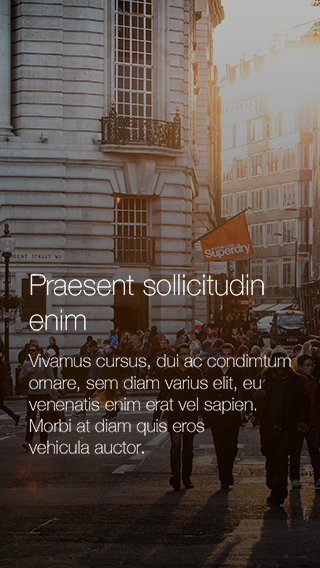 GENT STREET W1
Superdry.
Praesent sollicitudin
enim
Vivamus cursus, dui ac condimtum
ornare, sem diam varius elit, eu
venenatis enim erat vel sapien.
Morbi at diam quis eros
vehicula auctor.